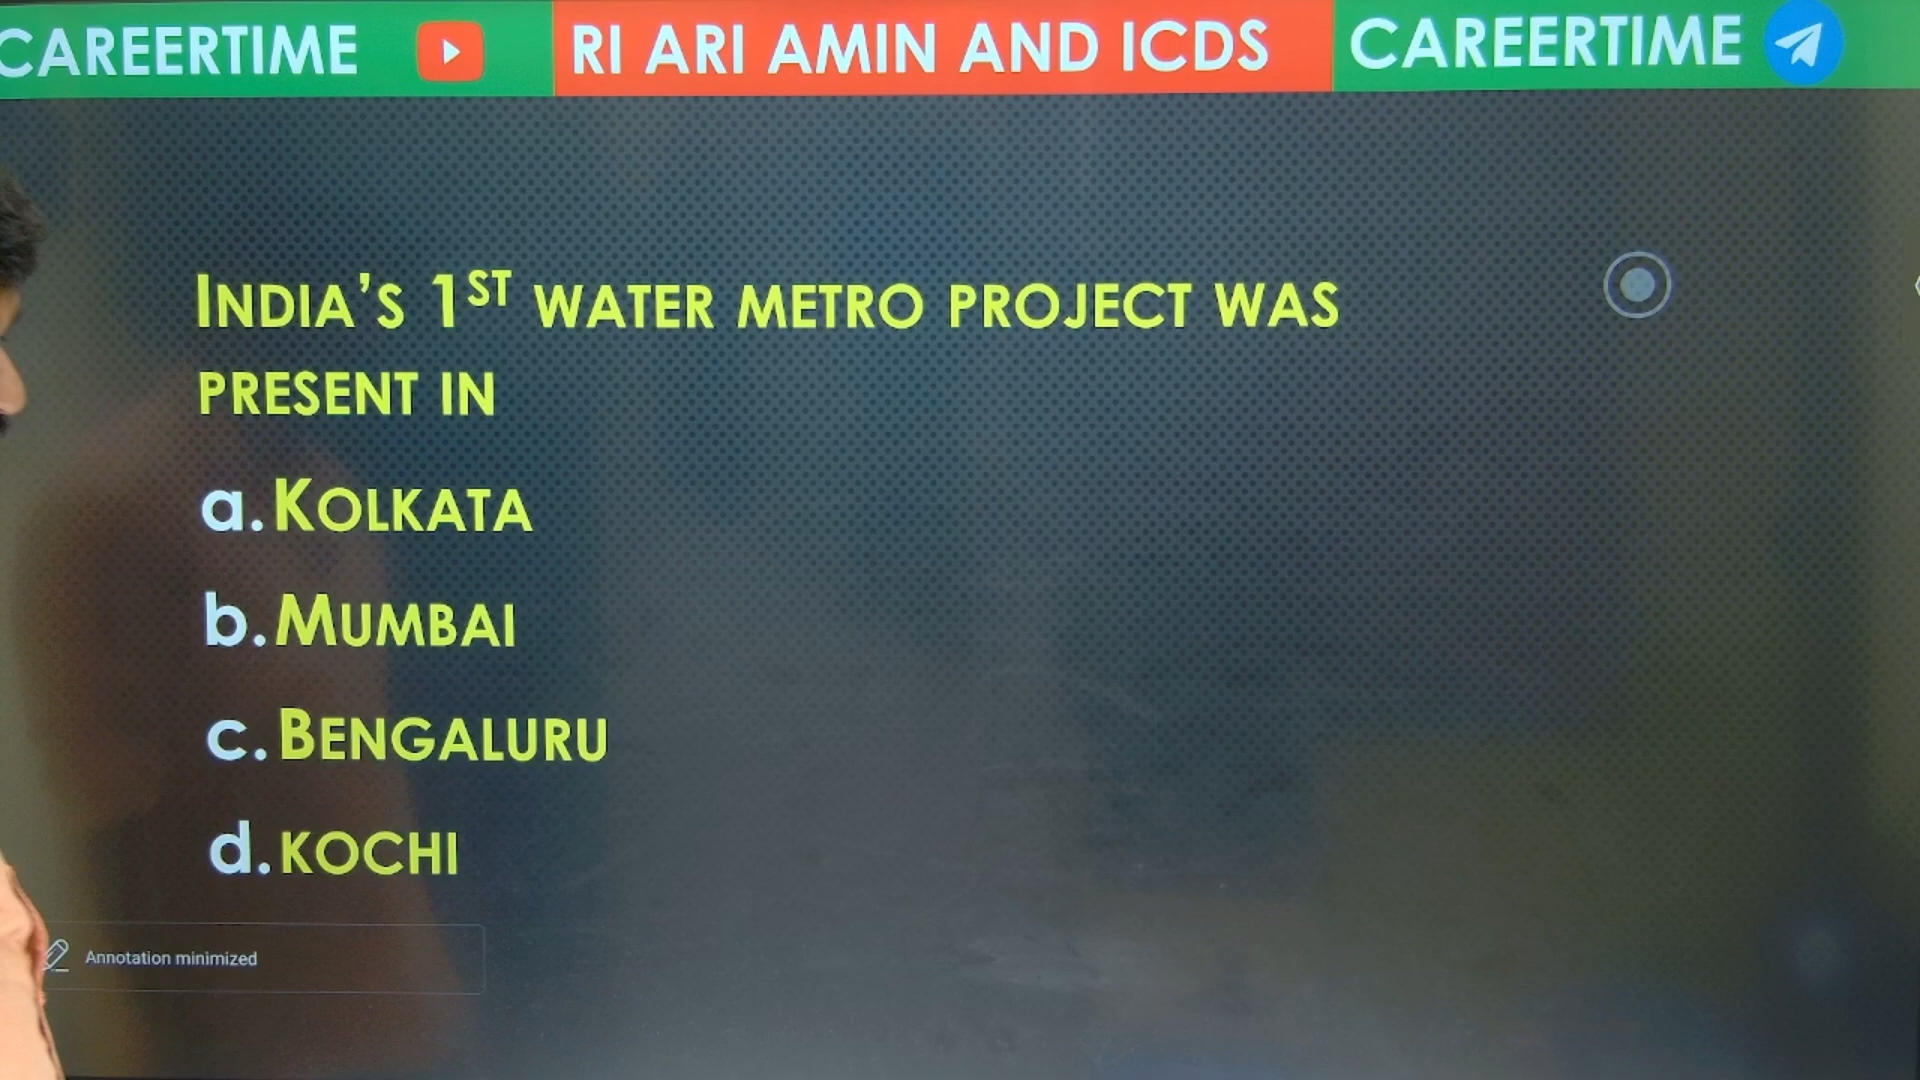 CAREERTIME RI ARI AMIN AND ICDS CAREERTIME
INDIA'S 1ST WATER METRO PROJECT WAS
PRESENT IN
a. KOLKATA
b. MUMBAI
c. BENGALURU
d. KOCHI
Annotation minimized